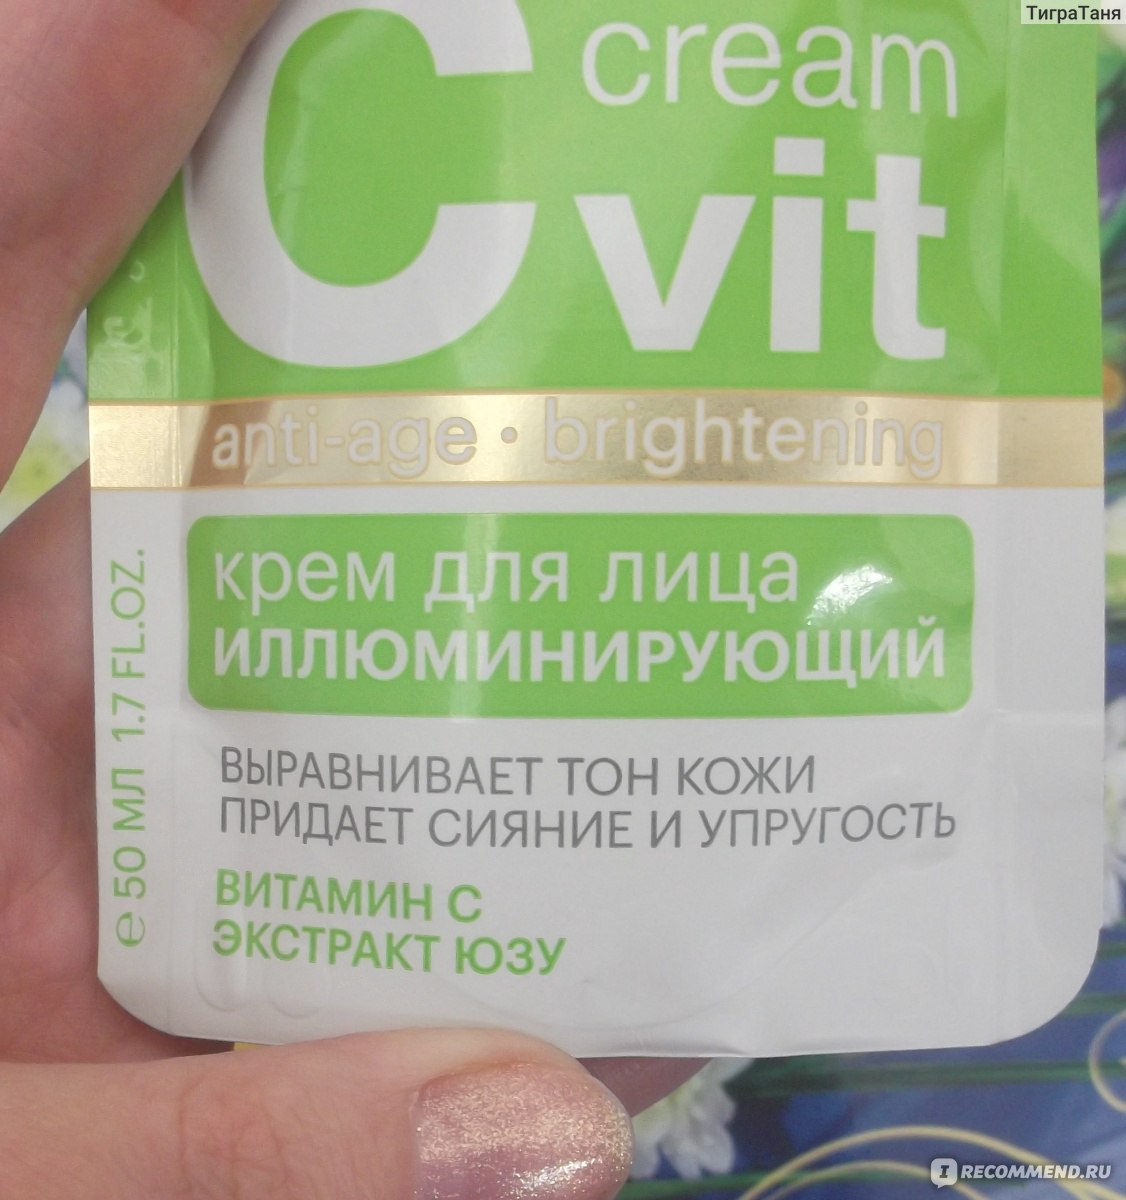 ТиграТаня
C cream
vit
anti-age • brightening
крем для лица
ИЛЛЮМИНИРУЮЩИЙ
ВЫРАВНИВАЕТ ТОН КОЖИ
ПРИДАЕТ СИЯНИЕ И УПРУГОСТЬ
ВИТАМИН С
ЭКСТРАКТ ЮЗУ
℮ 50 МЛ 1.7 FL.OZ.
IRECOMMEND.RU